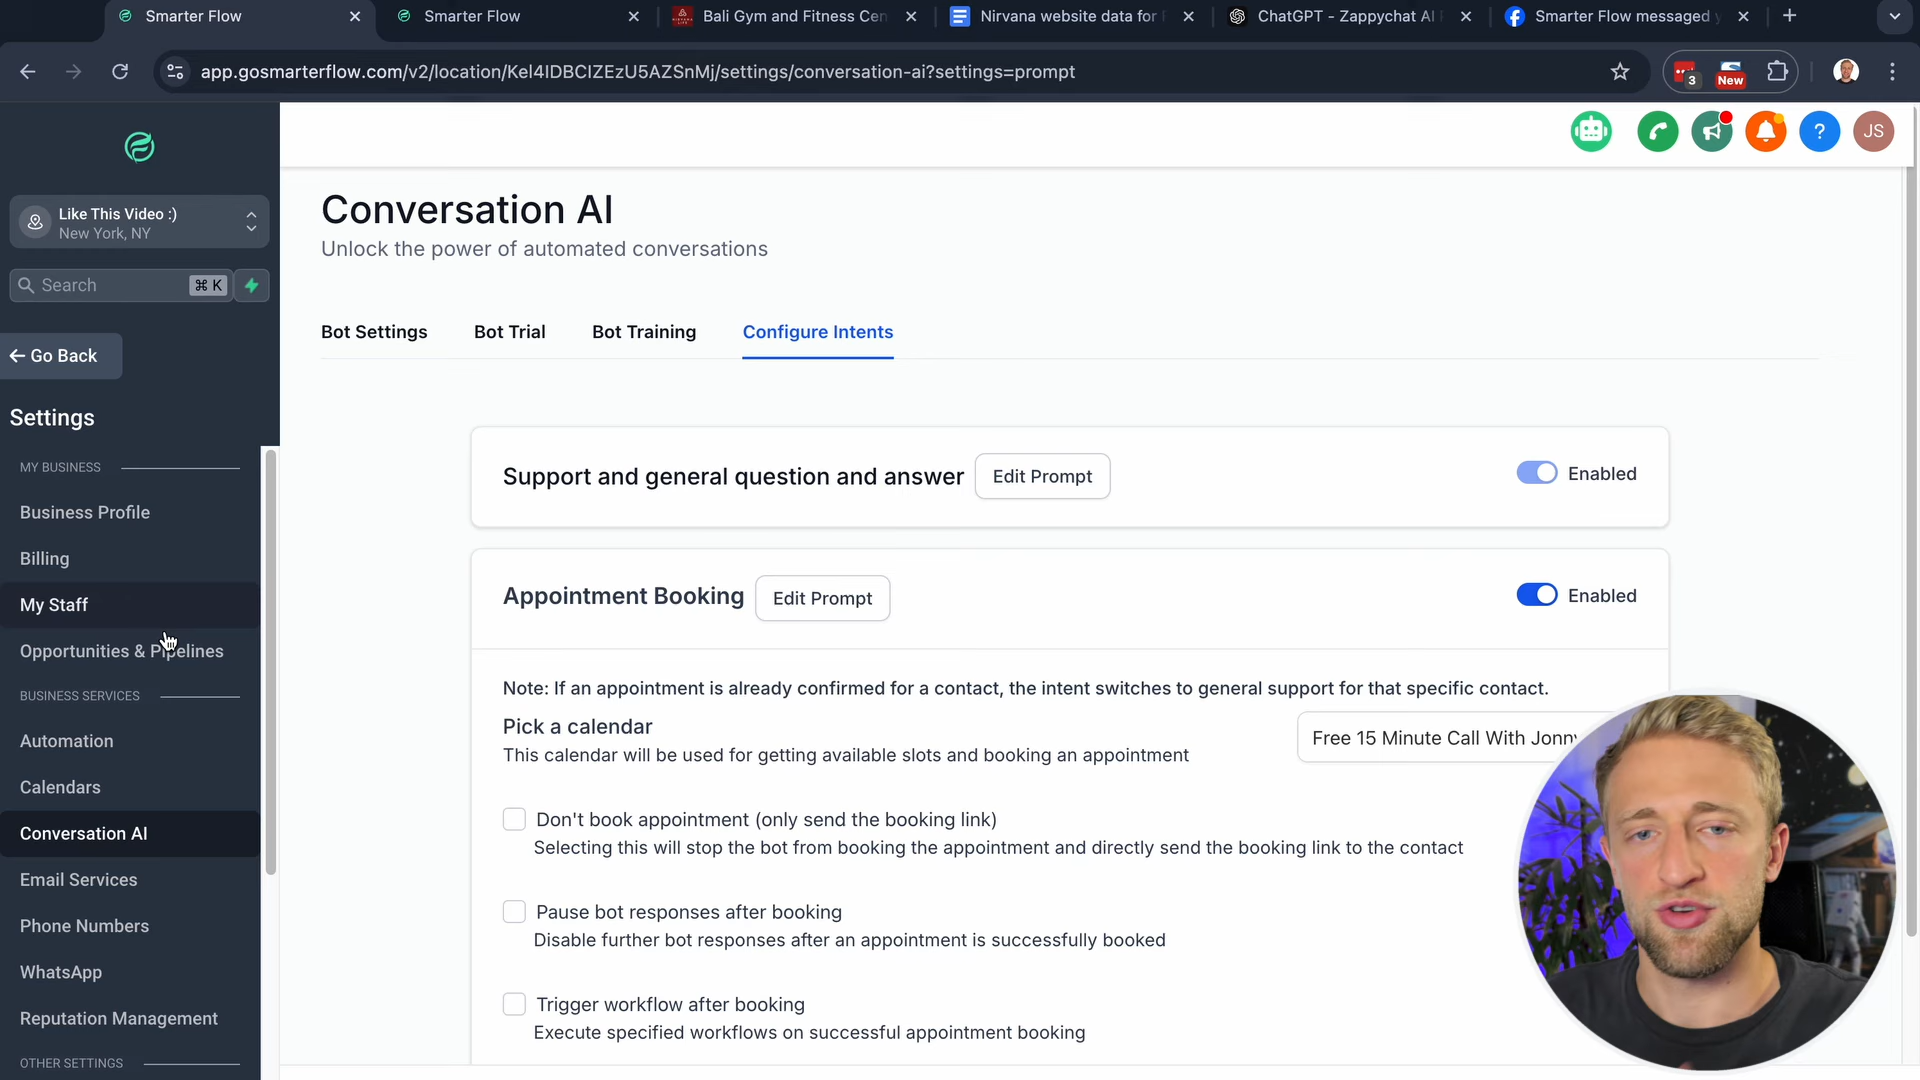 Smarter Flow
Smarter Flow
Bali Gym and Fitness Cen
Nirvana website data for
ChatGPT - Zappychat AI
Smarter Flow messaged
app.gosmarterflow.com/v2/location/Kel4IDBCIZEzU5AZSnMj/settings/conversation-ai?settings=prompt
3
New
JS
Like This Video :)
New York, NY
Search
⌘ K
← Go Back
Settings
MY BUSINESS
Business Profile
Billing
My Staff
Opportunities & Pipelines
BUSINESS SERVICES
Automation
Calendars
Conversation AI
Email Services
Phone Numbers
WhatsApp
Reputation Management
OTHER SETTINGS
Conversation AI
Unlock the power of automated conversations
Bot Settings
Bot Trial
Bot Training
Configure Intents
Support and general question and answer
Edit Prompt
Enabled
Appointment Booking
Edit Prompt
Enabled
Note: If an appointment is already confirmed for a contact, the intent switches to general support for that specific contact.
Pick a calendar
This calendar will be used for getting available slots and booking an appointment
Free 15 Minute Call With Jonny
Don't book appointment (only send the booking link)
Selecting this will stop the bot from booking the appointment and directly send the booking link to the contact
Pause bot responses after booking
Disable further bot responses after an appointment is successfully booked
Trigger workflow after booking
Execute specified workflows on successful appointment booking